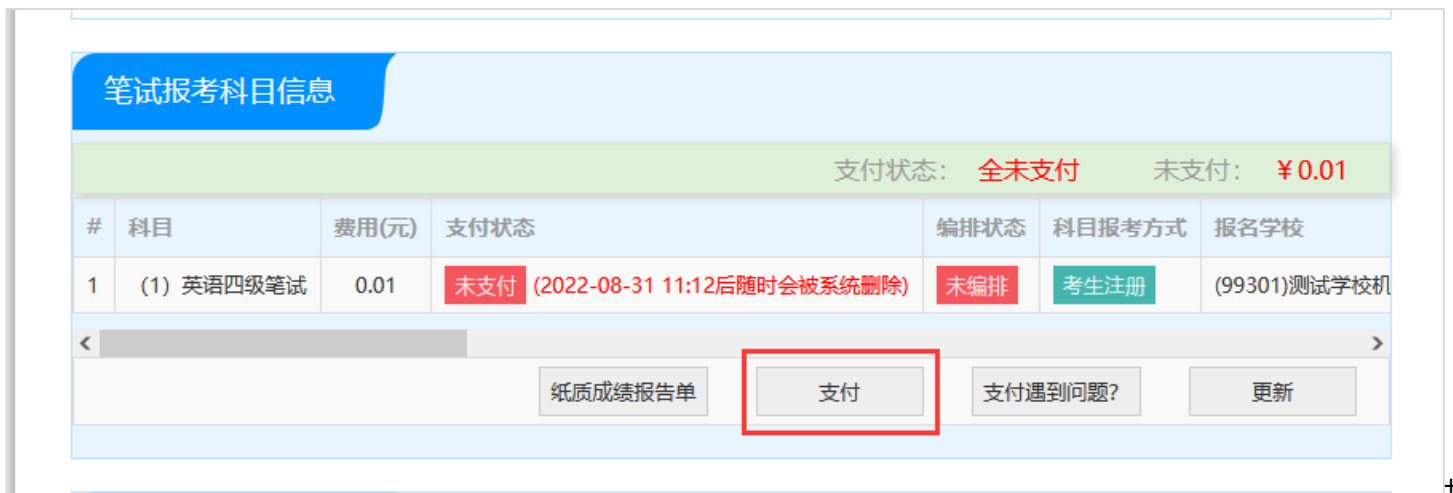 笔试报考科目信息
支付状态： 全未支付 未支付： ￥0.01
# 科目 费用(元) 支付状态 编排状态 科目报考方式 报名学校
1 (1) 英语四级笔试 0.01 未支付 (2022-08-31 11:12后随时会被系统删除) 未编排 考生注册 (99301)测试学校机
纸质成绩报告单 支付 支付遇到问题? 更新